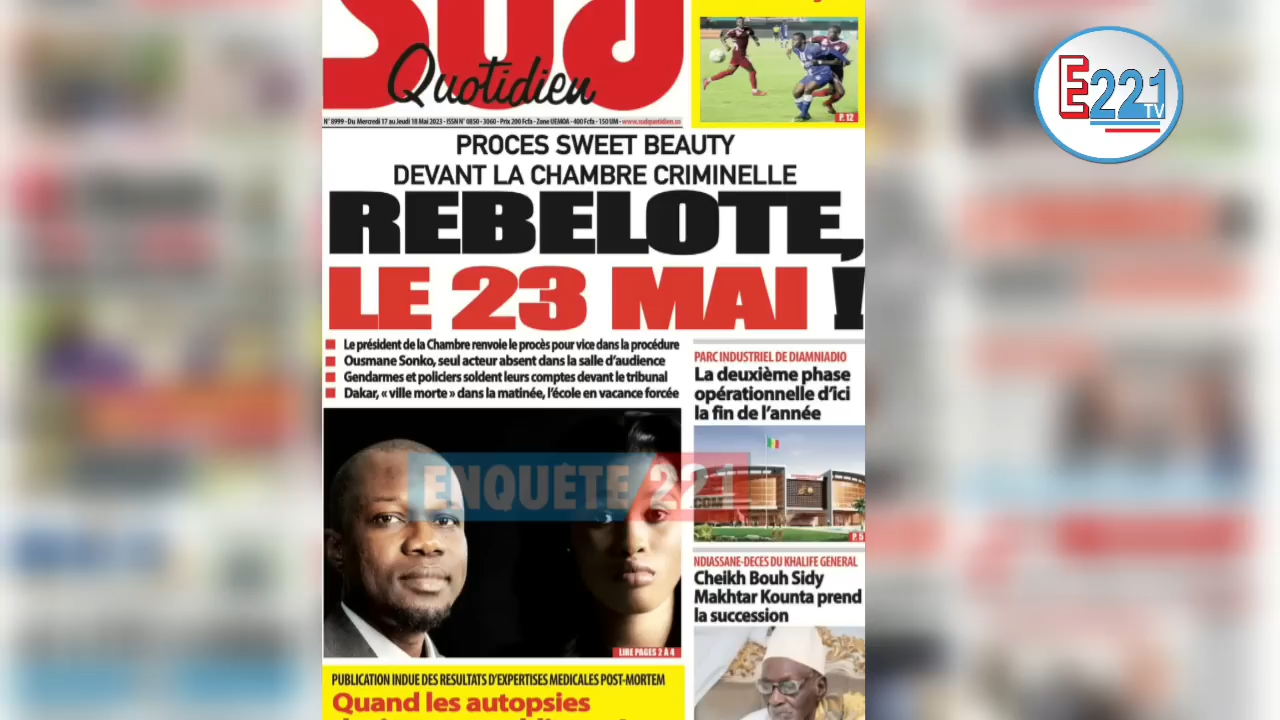 SUD
Quotidien
N° 8999 - Du Mercredi 17 au Jeudi 18 Mai 2023 - ISSN N° 0850 - 3060 - Prix 200 Fcfa - Zone UEMOA - 400 Fcfa - 150 UM - www.sudquotidien.sn
P. 12
E221
TV
PROCES SWEET BEAUTY
DEVANT LA CHAMBRE CRIMINELLE
REBELOTE,
LE 23 MAI !
Le président de la Chambre renvoie le procès pour vice dans la procédure
Ousmane Sonko, seul acteur absent dans la salle d'audience
Gendarmes et policiers soldent leurs comptes devant le tribunal
Dakar, « ville morte » dans la matinée, l'école en vacance forcée
ENQUÊTE 221
.COM
LIRE PAGES 2 À 4
PARC INDUSTRIEL DE DIAMNIADIO
La deuxième phase
opérationnelle d'ici
la fin de l'année
P. 5
NDIASSANE-DECES DU KHALIFE GENERAL
Cheikh Bouh Sidy
Makhtar Kounta prend
la succession
PUBLICATION INDUE DES RESULTATS D'EXPERTISES MEDICALES POST-MORTEM
Quand les autopsies